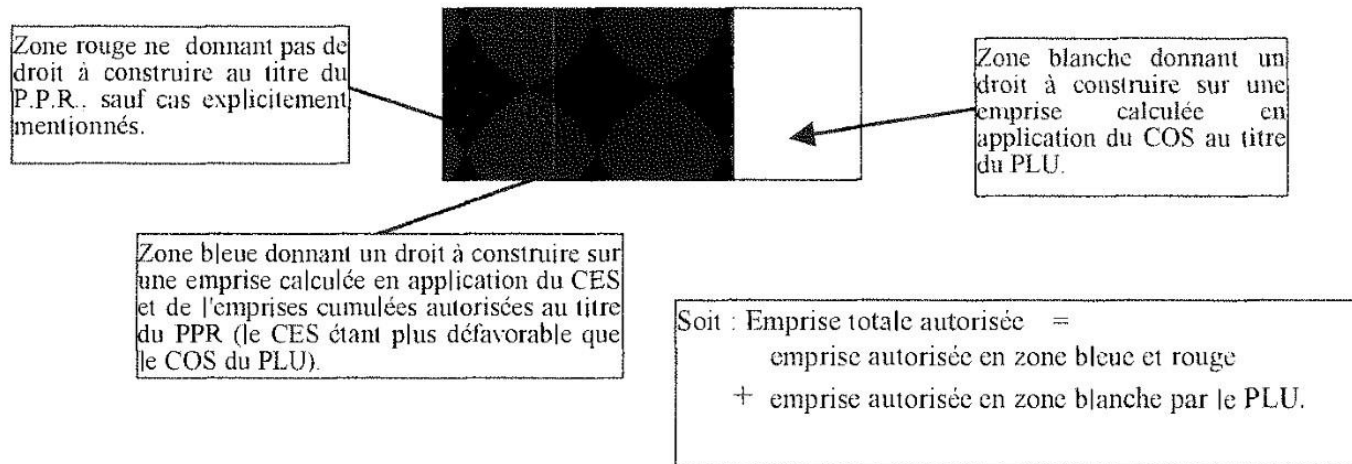 Zone rouge ne donnant pas de
droit à construire au titre du
P.P.R.. sauf cas explicitement
mentionnés.
Zone blanche donnant un
droit à construire sur une
emprise calculée en
application du COS au titre
du PLU.
Zone bleue donnant un droit à construire sur
une emprise calculée en application du CES
et de l'emprises cumulées autorisées au titre
du PPR (le CES étant plus défavorable que
le COS du PLU).
Soit : Emprise totale autorisée =
emprise autorisée en zone bleue et rouge
+ emprise autorisée en zone blanche par le PLU.